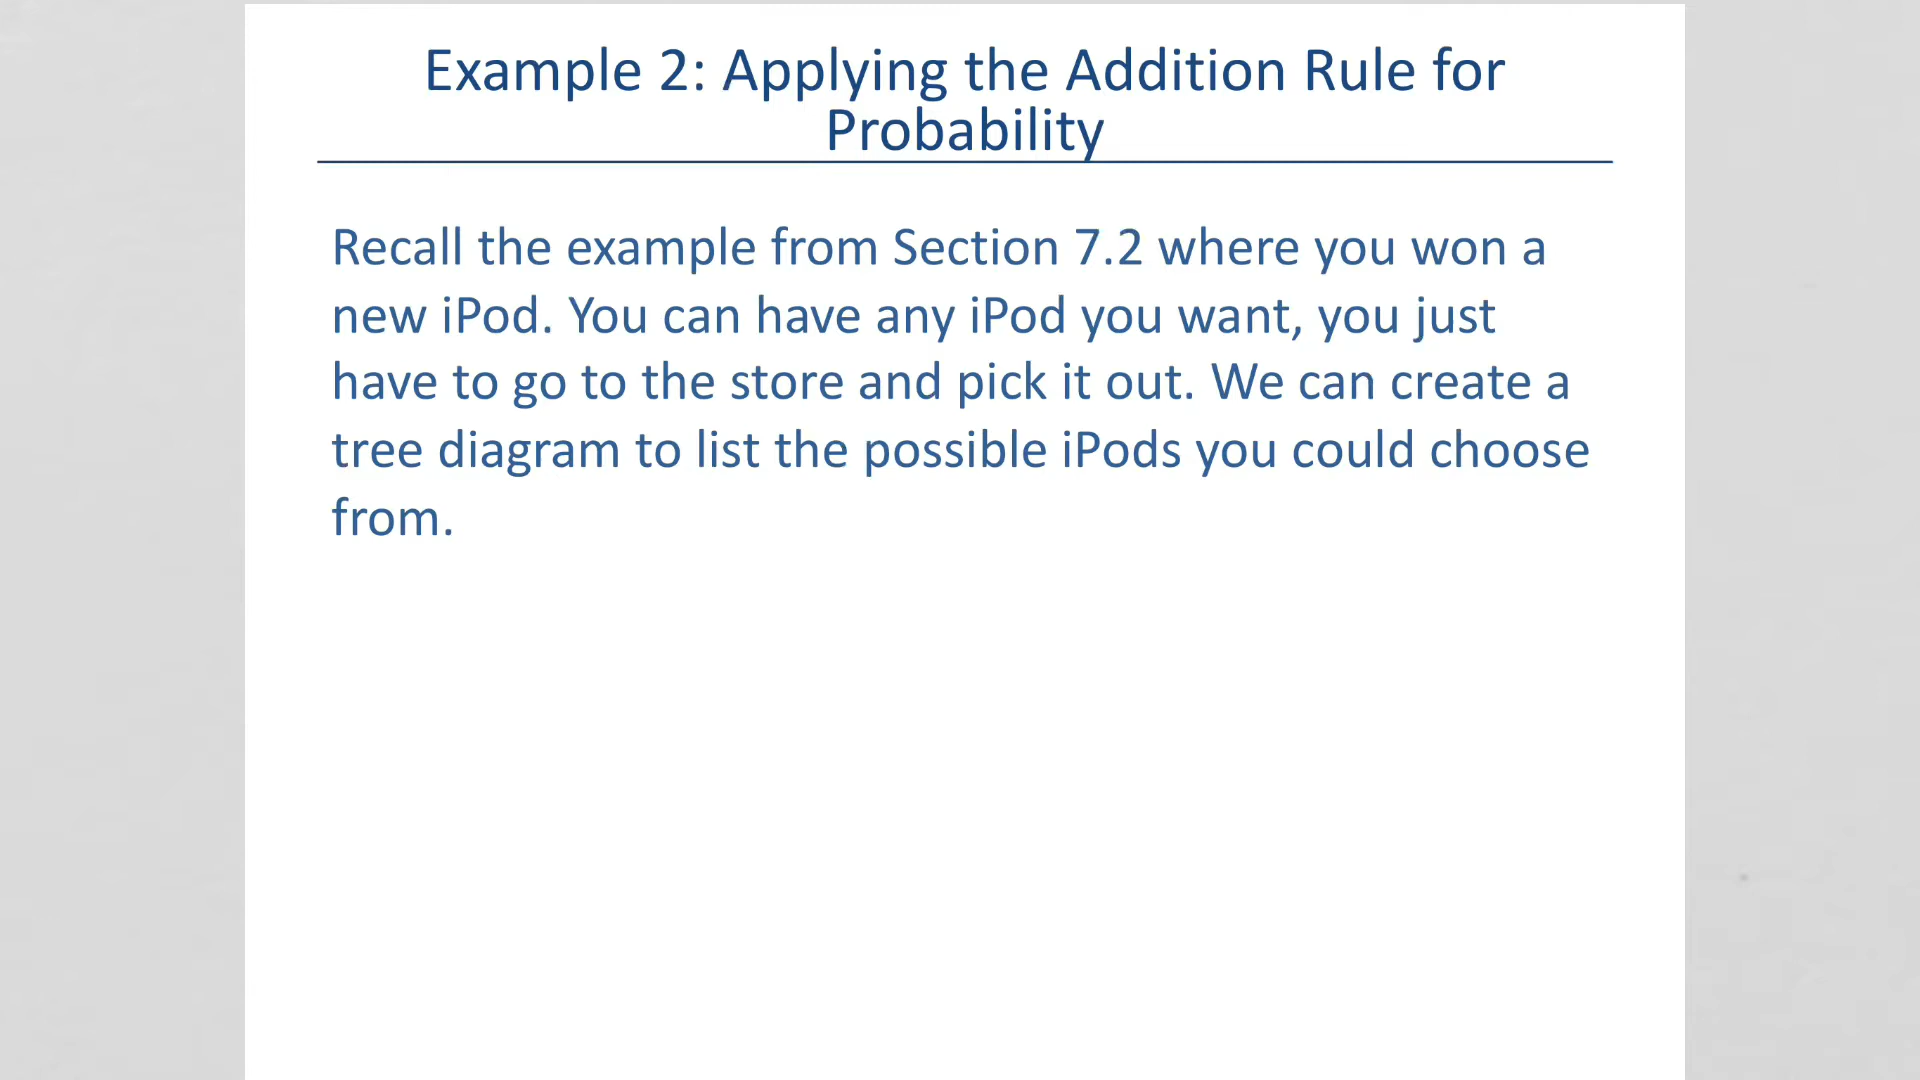 Example 2: Applying the Addition Rule for
Probability
Recall the example from Section 7.2 where you won a
new iPod. You can have any iPod you want, you just
have to go to the store and pick it out. We can create a
tree diagram to list the possible iPods you could choose
from.